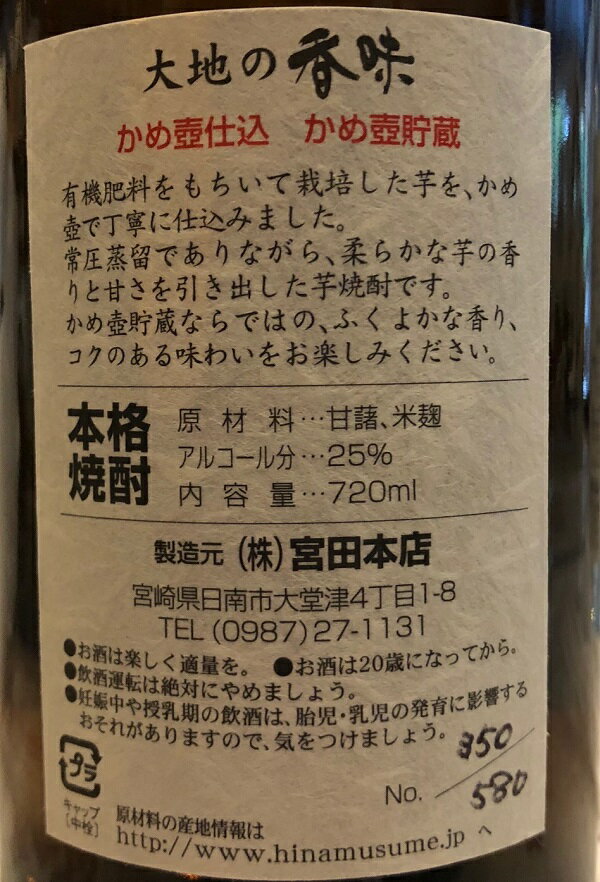 大地の香味
かめ壺仕込　かめ壺貯蔵
有機肥料をもちいて栽培した芋を、かめ
壺で丁寧に仕込みました。
常圧蒸留でありながら、柔らかな芋の香
りと甘さを引き出した芋焼酎です。
かめ壺貯蔵ならではの、ふくよかな香り、
コクのある味わいをお楽しみください。
本格
焼酎
原材料…甘藷、米麹
アルコール分…25%
内容量…720ml
製造元 (株)宮田本店
宮崎県日南市大堂津4丁目1-8
TEL(0987)27-1131
●お酒は楽しく適量を。　●お酒は20歳になってから。
●飲酒運転は絶対にやめましょう。
●妊娠中や授乳期の飲酒は、胎児・乳児の発育に影響する
おそれがありますので、気をつけましょう。
プラ
キャップ
〔中栓〕
No. 350/580
原材料の産地情報は
http://www.hinamusume.jp へ